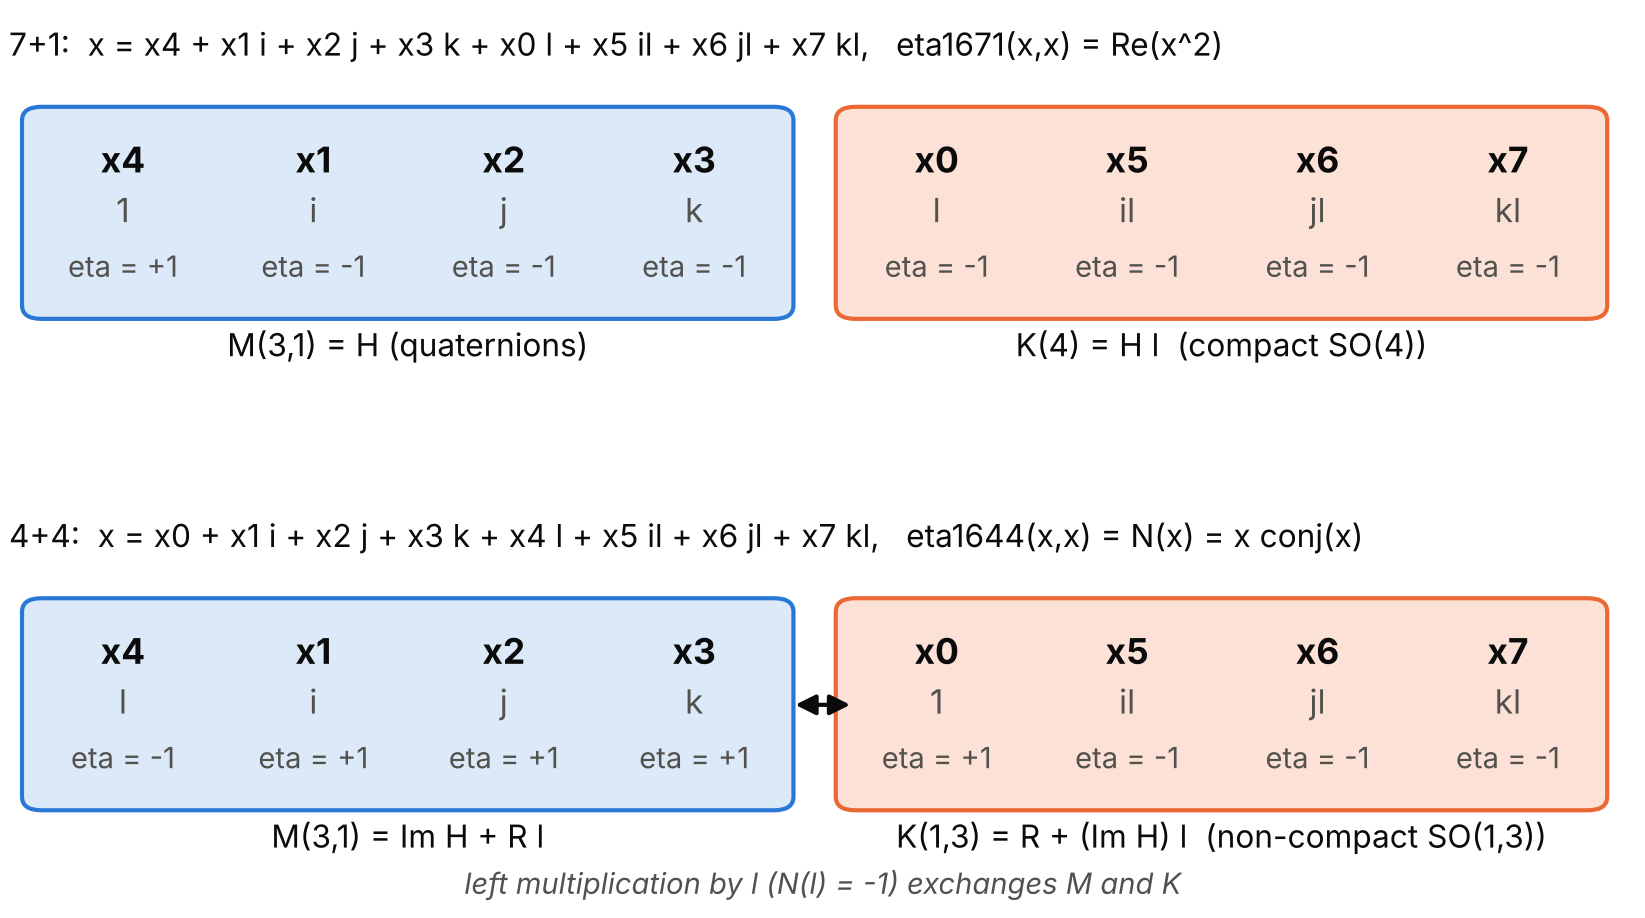 7+1:  x = x4 + x1 i + x2 j + x3 k + x0 l + x5 il + x6 jl + x7 kl,   eta1671(x,x) = Re(x^2)
x4 x1 x2 x3 x0 x5 x6 x7
1 i j k l il jl kl
eta = +1 eta = -1 eta = -1 eta = -1 eta = -1 eta = -1 eta = -1 eta = -1
M(3,1) = H (quaternions) K(4) = H l  (compact SO(4))
4+4:  x = x0 + x1 i + x2 j + x3 k + x4 l + x5 il + x6 jl + x7 kl,   eta1644(x,x) = N(x) = x conj(x)
x4 x1 x2 x3 x0 x5 x6 x7
l i j k 1 il jl kl
eta = -1 eta = +1 eta = +1 eta = +1 eta = +1 eta = -1 eta = -1 eta = -1
M(3,1) = Im H + R l K(1,3) = R + (Im H) l  (non-compact SO(1,3))
left multiplication by l (N(l) = -1) exchanges M and K